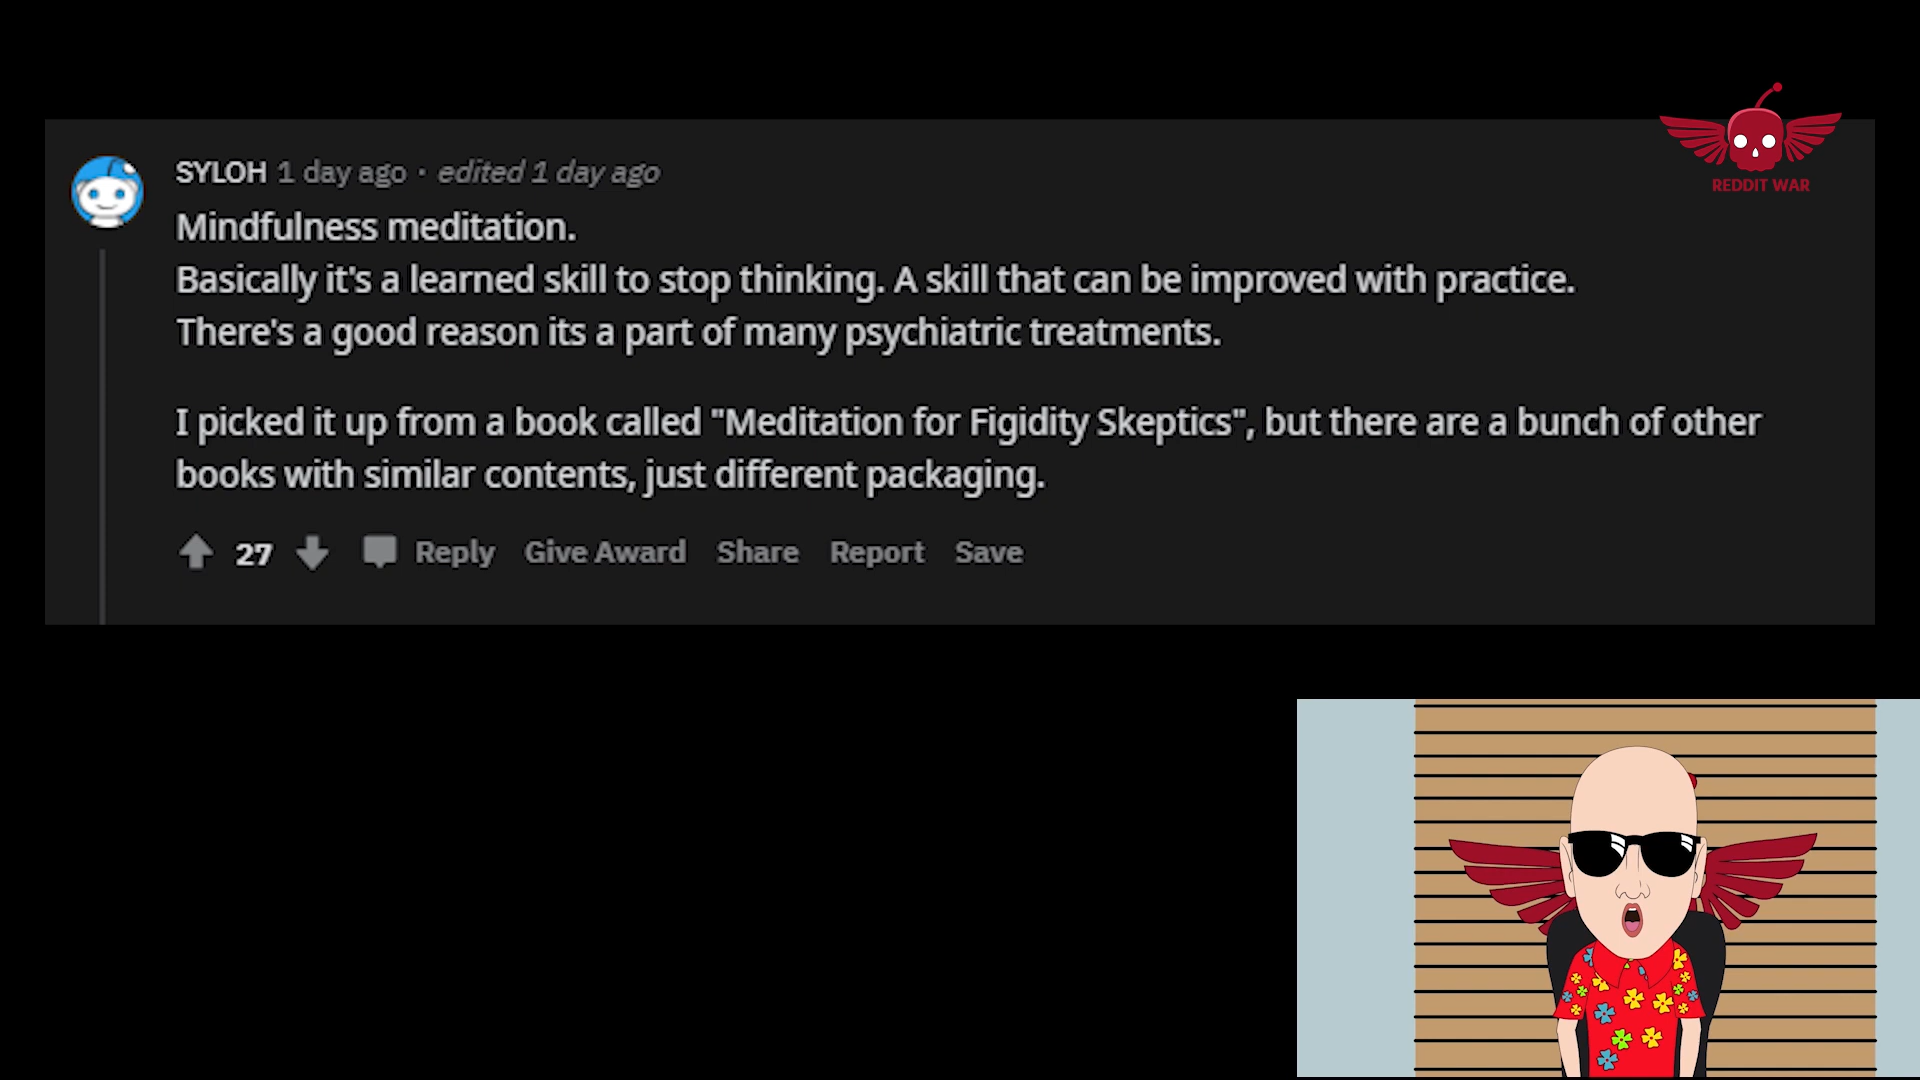 REDDIT WAR
SYLOH 1 day ago · edited 1 day ago
Mindfulness meditation.
Basically it's a learned skill to stop thinking. A skill that can be improved with practice.
There's a good reason its a part of many psychiatric treatments.
I picked it up from a book called "Meditation for Figidity Skeptics", but there are a bunch of other
books with similar contents, just different packaging.
27 Reply Give Award Share Report Save